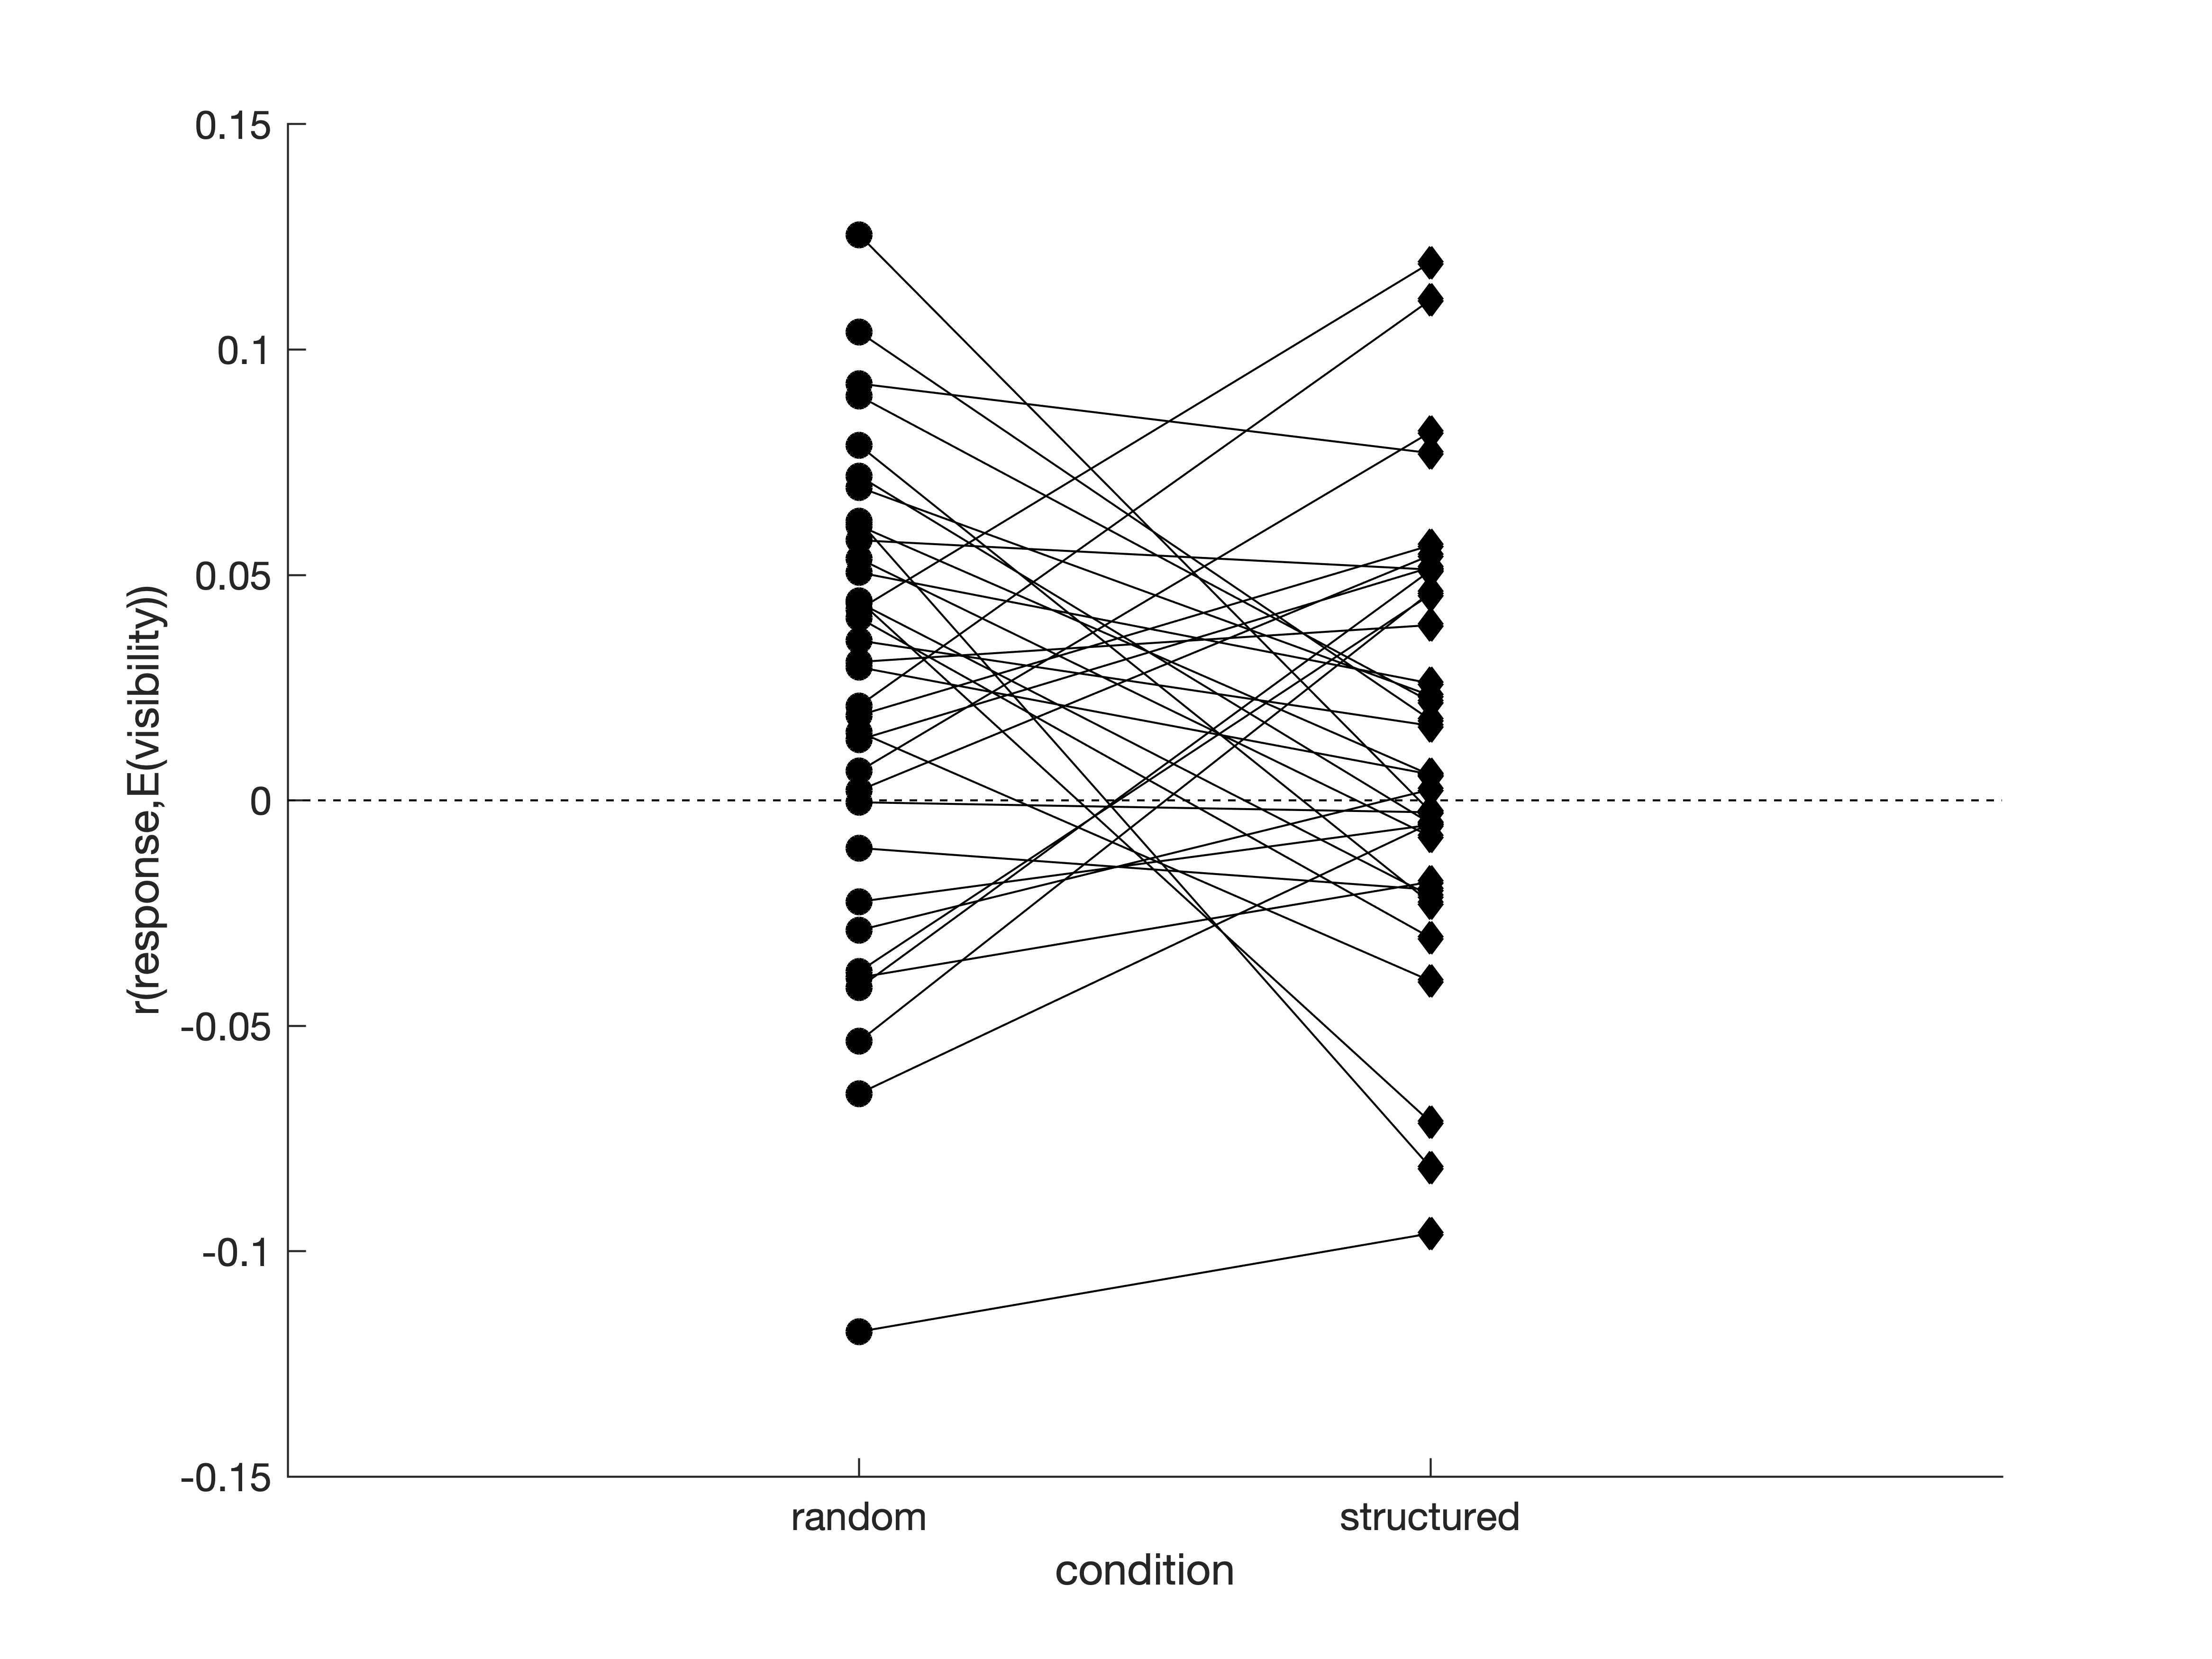 0.15
0.1
0.05
0
-0.05
-0.1
-0.15
r(response,E(visibility))
random structured
condition